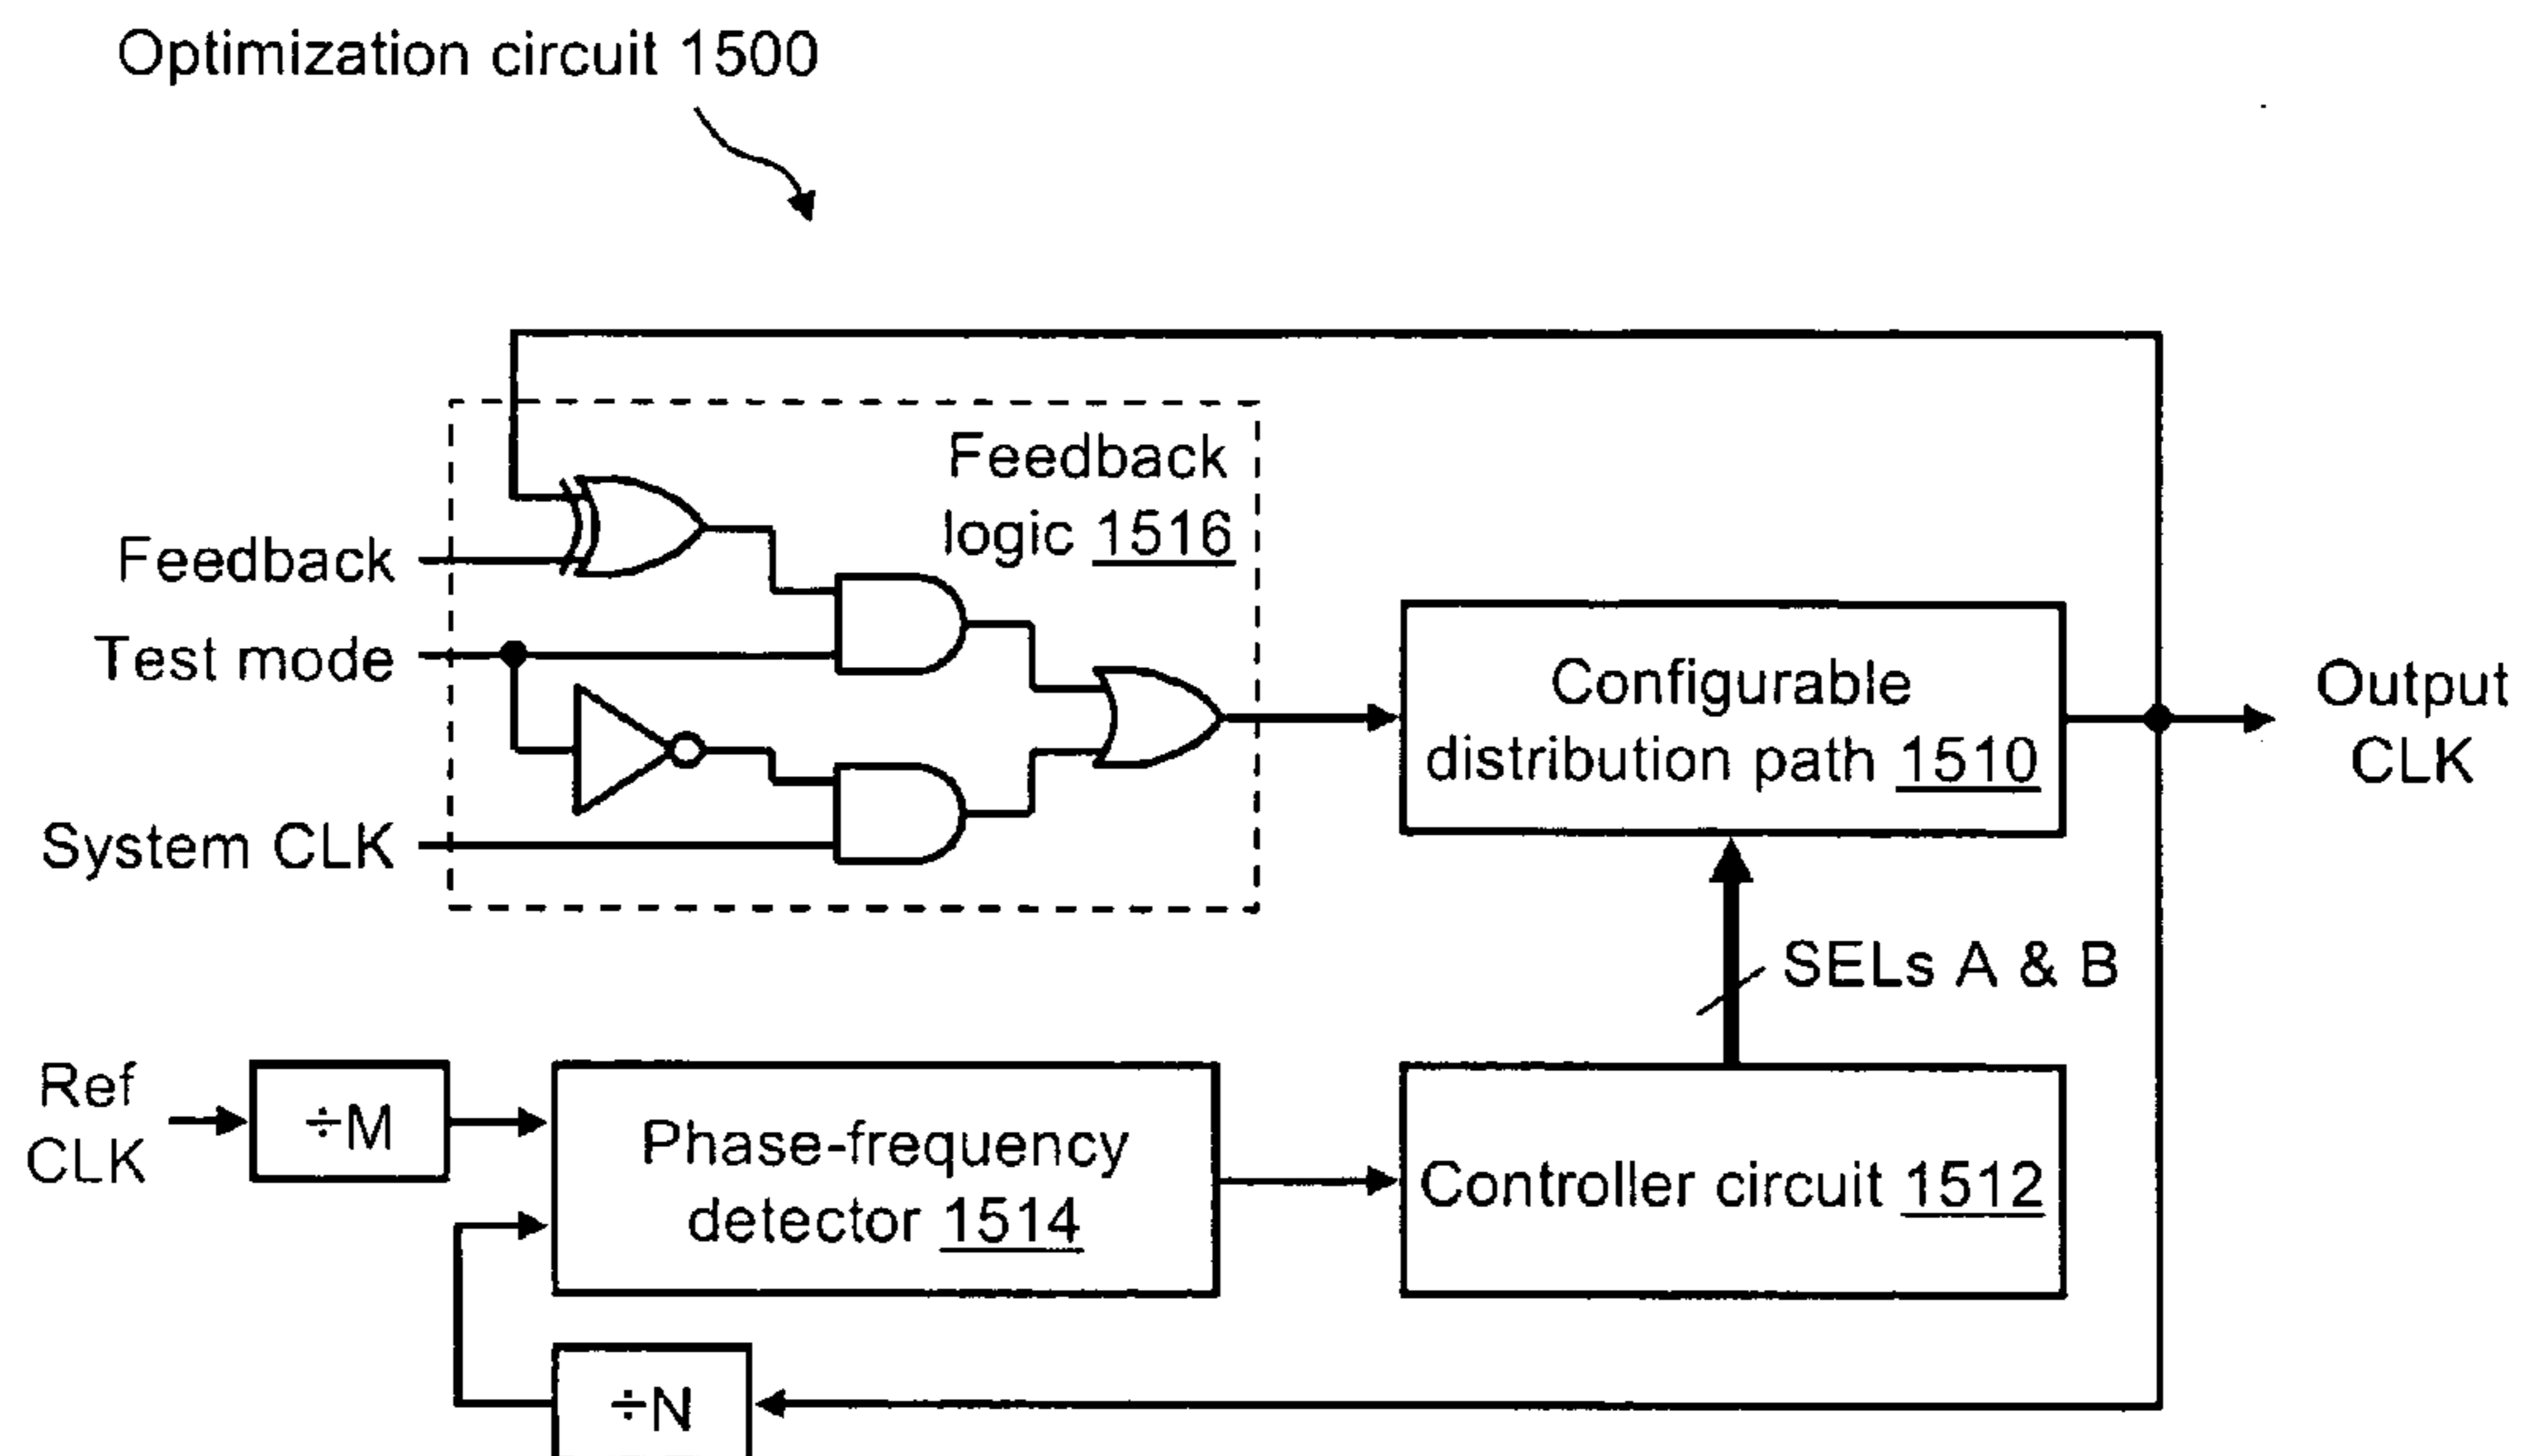 Optimization circuit 1500
Feedback
logic 1516
Feedback
Test mode
System CLK
Configurable
distribution path 1510
Output
CLK
SELs A & B
Ref
CLK
÷M
Phase-frequency
detector 1514
Controller circuit 1512
÷N